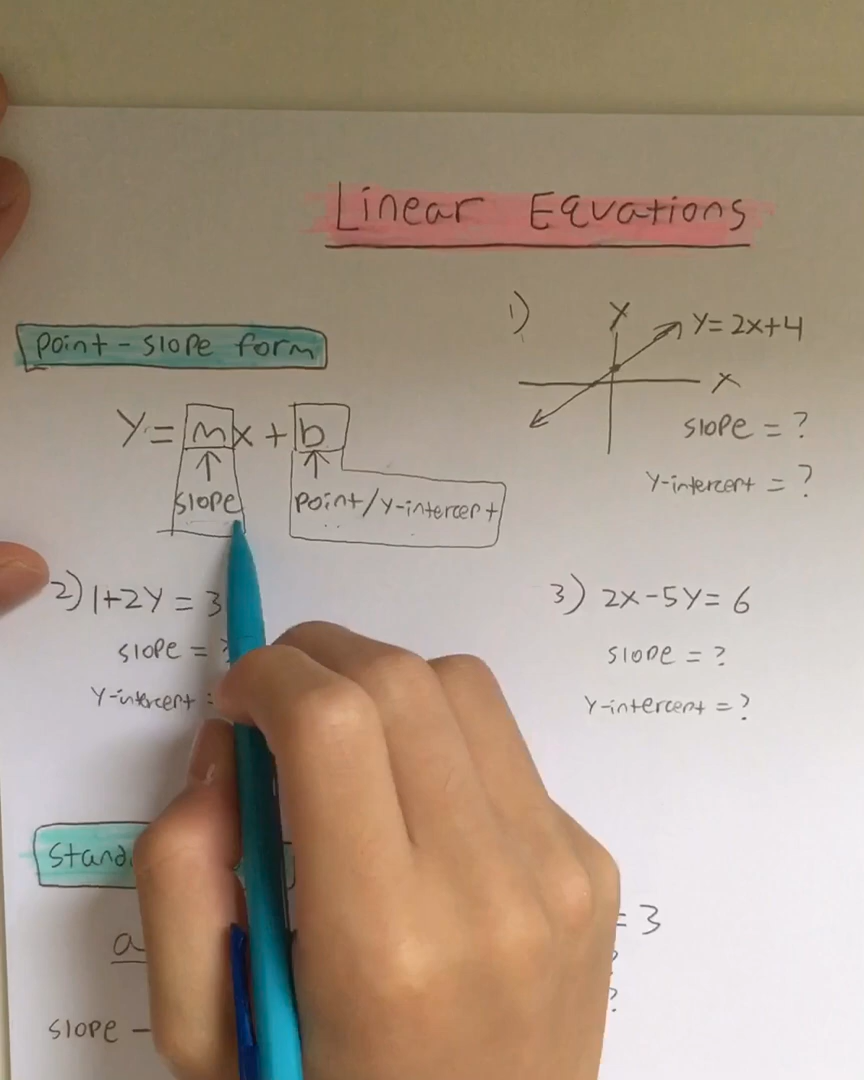 Linear Equations
Point-slope form
Y = mx + b
slope
point/y-intercept
1)
Y
Y=2x+4
X
slope = ?
Y-intercept = ?
2) 1+2Y = 3
slope =
Y-intercept =
3) 2x-5Y= 6
slope = ?
Y-intercept = ?
= 3
?
?
a
slope -